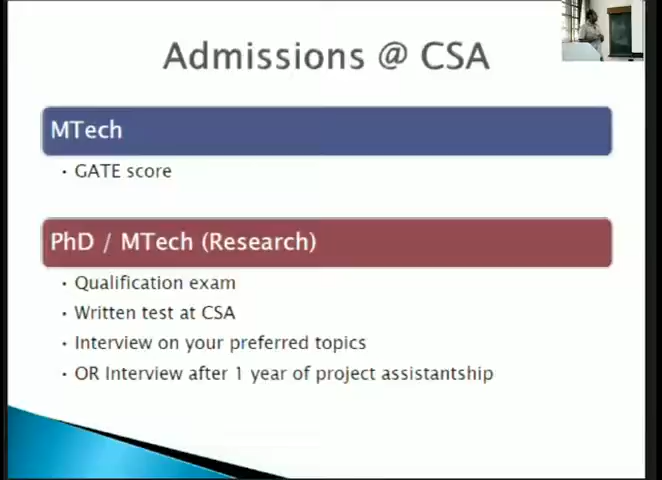 Admissions @ CSA
MTech
• GATE score
PhD / MTech (Research)
• Qualification exam
• Written test at CSA
• Interview on your preferred topics
• OR Interview after 1 year of project assistantship